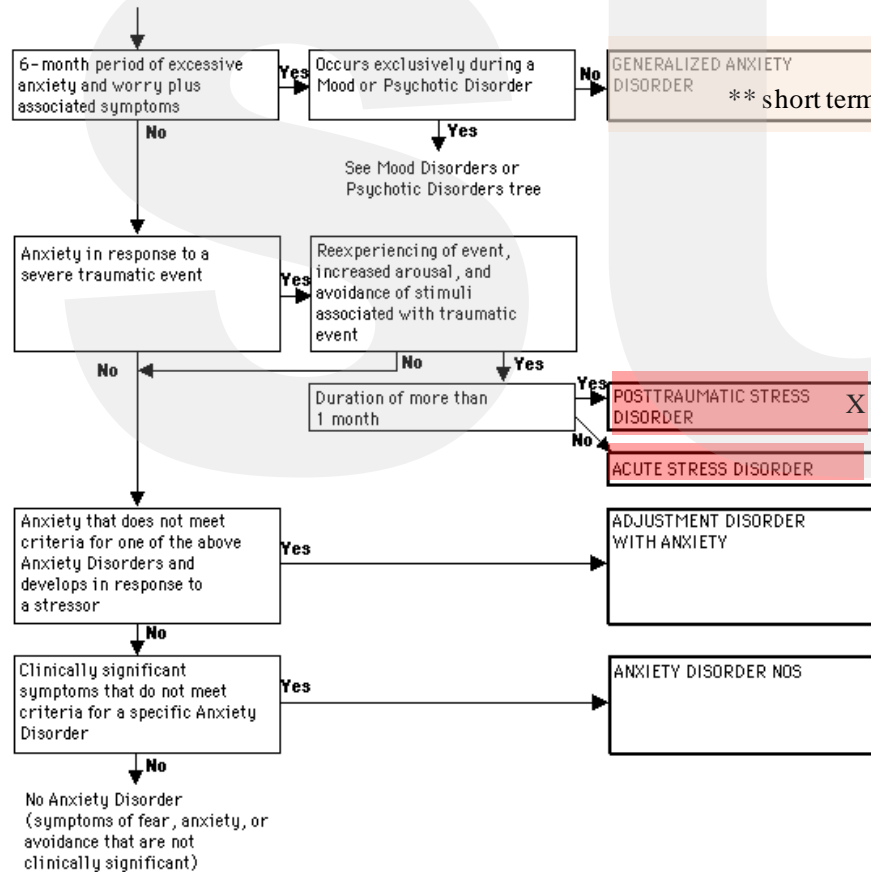 6-month period of excessive
anxiety and worry plus
associated symptoms
Yes
Occurs exclusively during a
Mood or Psychotic Disorder
No
GENERALIZED ANXIETY
DISORDER
** short term
No
Yes
See Mood Disorders or
Psychotic Disorders tree
Anxiety in response to a
severe traumatic event
Yes
Reexperiencing of event,
increased arousal, and
avoidance of stimuli
associated with traumatic
event
No
No
Yes
Duration of more than
1 month
Yes
POSTTRAUMATIC STRESS
DISORDER
X
No
ACUTE STRESS DISORDER
Anxiety that does not meet
criteria for one of the above
Anxiety Disorders and
develops in response to
a stressor
Yes
ADJUSTMENT DISORDER
WITH ANXIETY
No
Clinically significant
symptoms that do not meet
criteria for a specific Anxiety
Disorder
Yes
ANXIETY DISORDER NOS
No
No Anxiety Disorder
(symptoms of fear, anxiety, or
avoidance that are not
clinically significant)